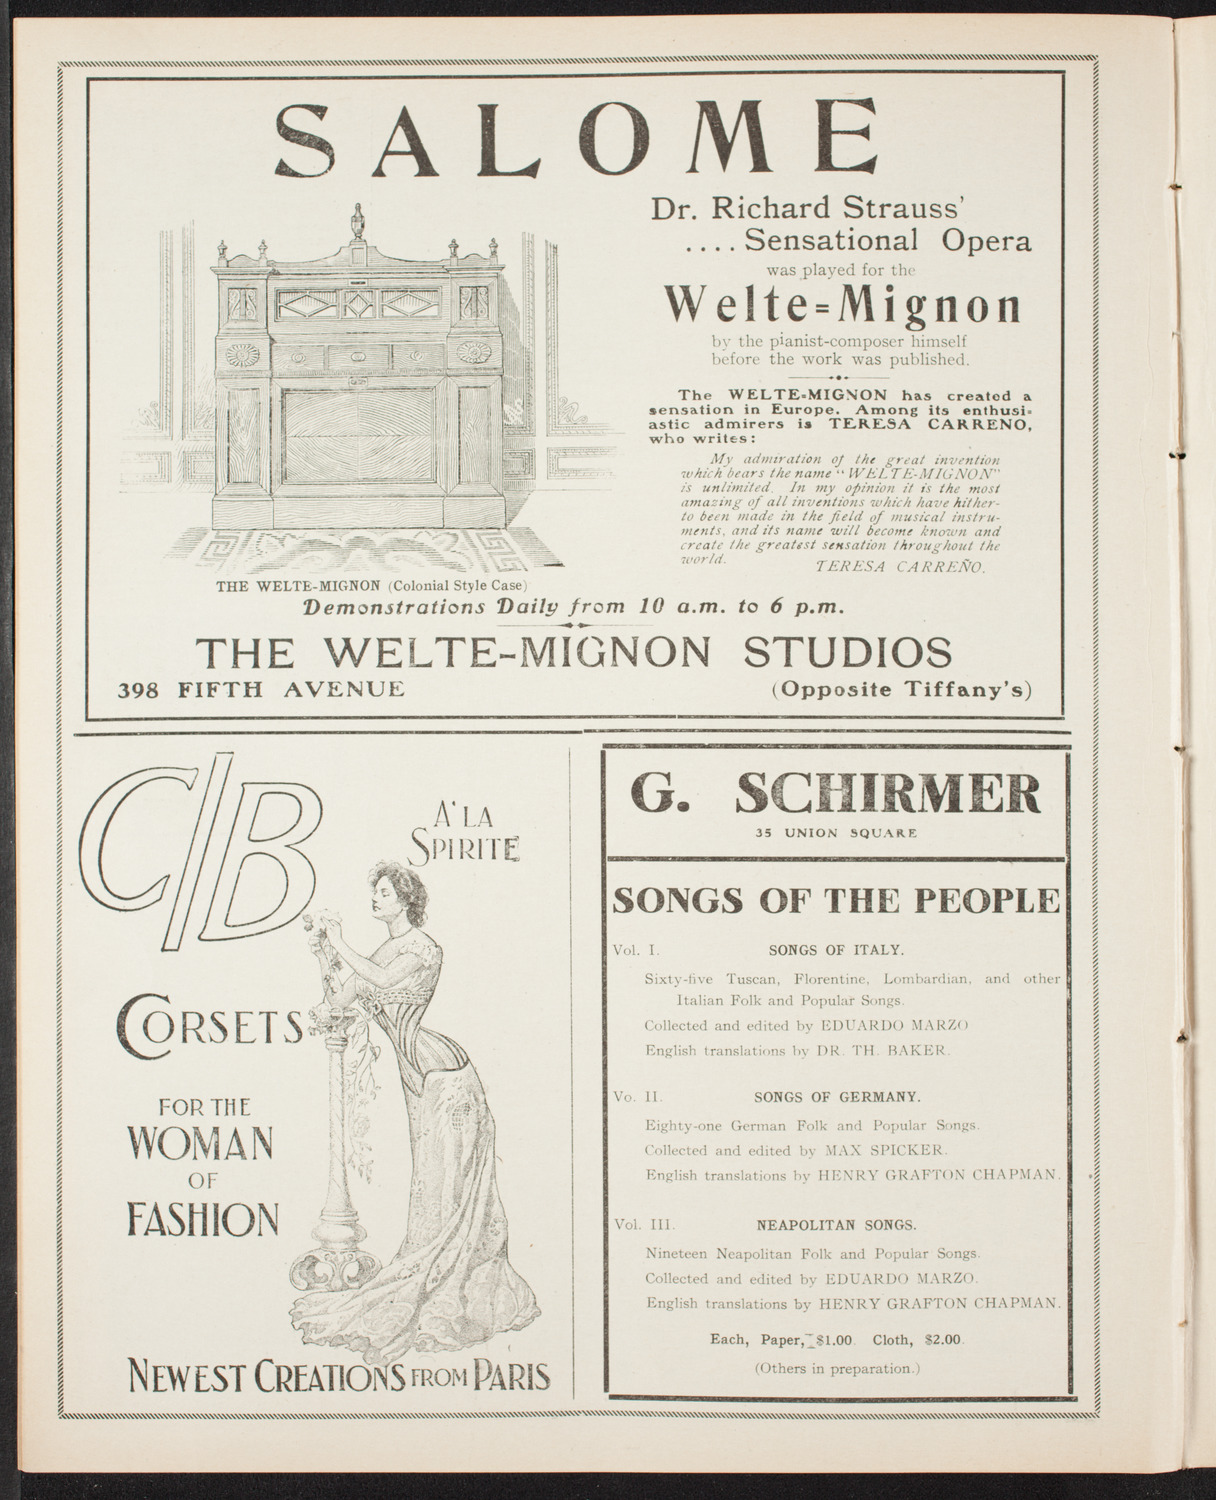 SALOME
Dr. Richard Strauss'
.... Sensational Opera
was played for the
Welte=Mignon
by the pianist-composer himself
before the work was published.
The WELTE=MIGNON has created a
sensation in Europe. Among its enthusi=
astic admirers is TERESA CARRENO,
who writes:
My admiration of the great invention
which bears the name "WELTE-MIGNON"
is unlimited. In my opinion it is the most
amazing of all inventions which have hither-
to been made in the field of musical instru-
ments, and its name will become known and
create the greatest sensation throughout the
world.
TERESA CARREÑO.
THE WELTE-MIGNON (Colonial Style Case)
Demonstrations Daily from 10 a.m. to 6 p.m.
THE WELTE-MIGNON STUDIOS
398 FIFTH AVENUE (Opposite Tiffany's)
C/B
A' LA
SPIRITE
CORSETS
FOR THE
WOMAN
OF
FASHION
NEWEST CREATIONS FROM PARIS
G. SCHIRMER
35 UNION SQUARE
SONGS OF THE PEOPLE
Vol. I. SONGS OF ITALY.
Sixty-five Tuscan, Florentine, Lombardian, and other
Italian Folk and Popular Songs.
Collected and edited by EDUARDO MARZO
English translations by DR. TH. BAKER.
Vo. II. SONGS OF GERMANY.
Eighty-one German Folk and Popular Songs.
Collected and edited by MAX SPICKER.
English translations by HENRY GRAFTON CHAPMAN.
Vol. III. NEAPOLITAN SONGS.
Nineteen Neapolitan Folk and Popular Songs.
Collected and edited by EDUARDO MARZO.
English translations by HENRY GRAFTON CHAPMAN.
Each, Paper, $1.00. Cloth, $2.00.
(Others in preparation.)